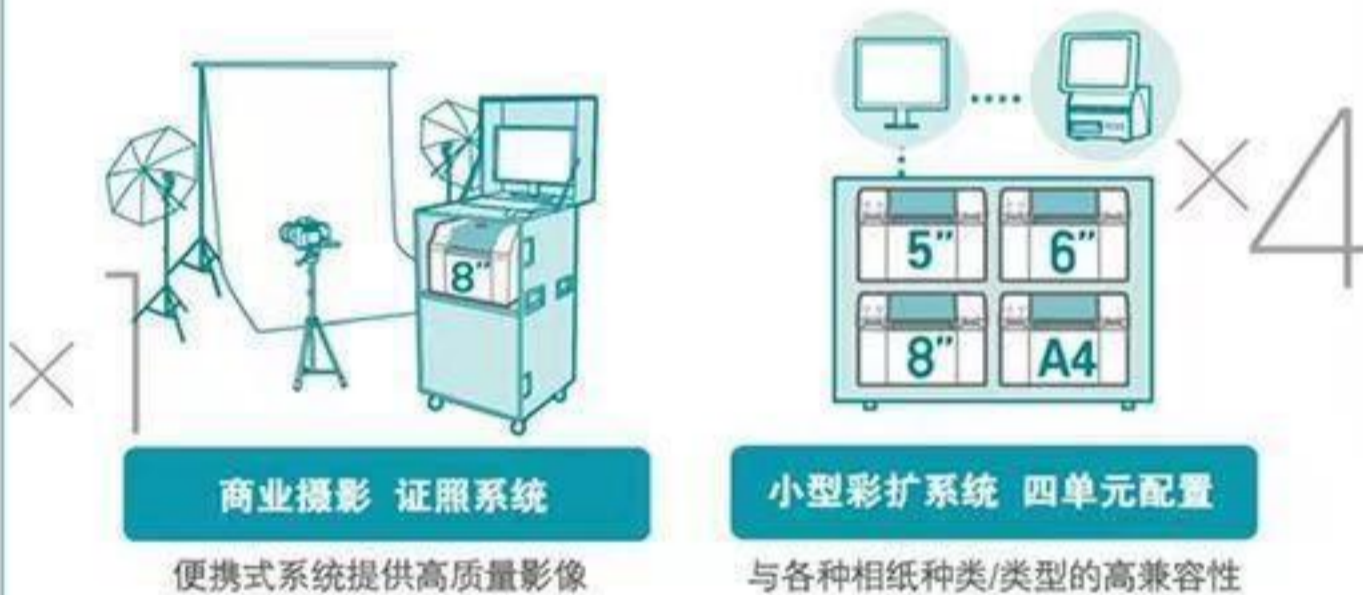 ×1
8”
商业摄影 证照系统
便携式系统提供高质量影像
×4
5” 6”
8” A4
小型彩扩系统 四单元配置
与各种相纸种类/类型的高兼容性